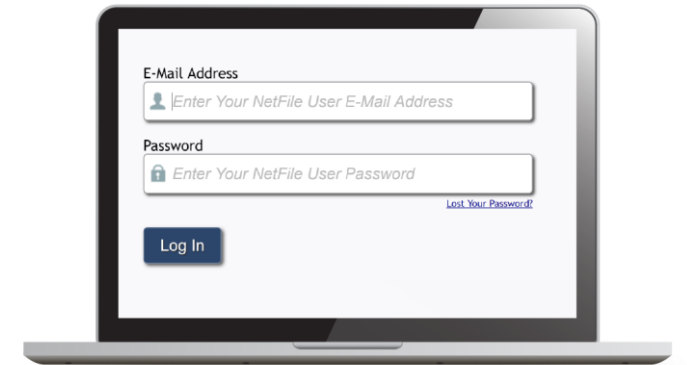 E-Mail Address
Enter Your NetFile User E-Mail Address
Password
Enter Your NetFile User Password
Lost Your Password?
Log In